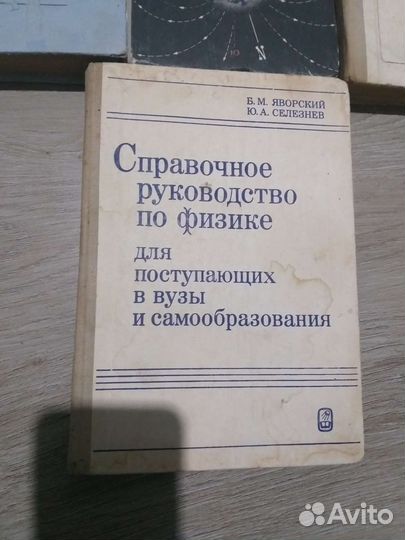 Б. М. ЯВОРСКИЙ
Ю. А. СЕЛЕЗНЕВ
Справочное
руководство
по физике
для
поступающих
в вузы
и самообразования
Avito